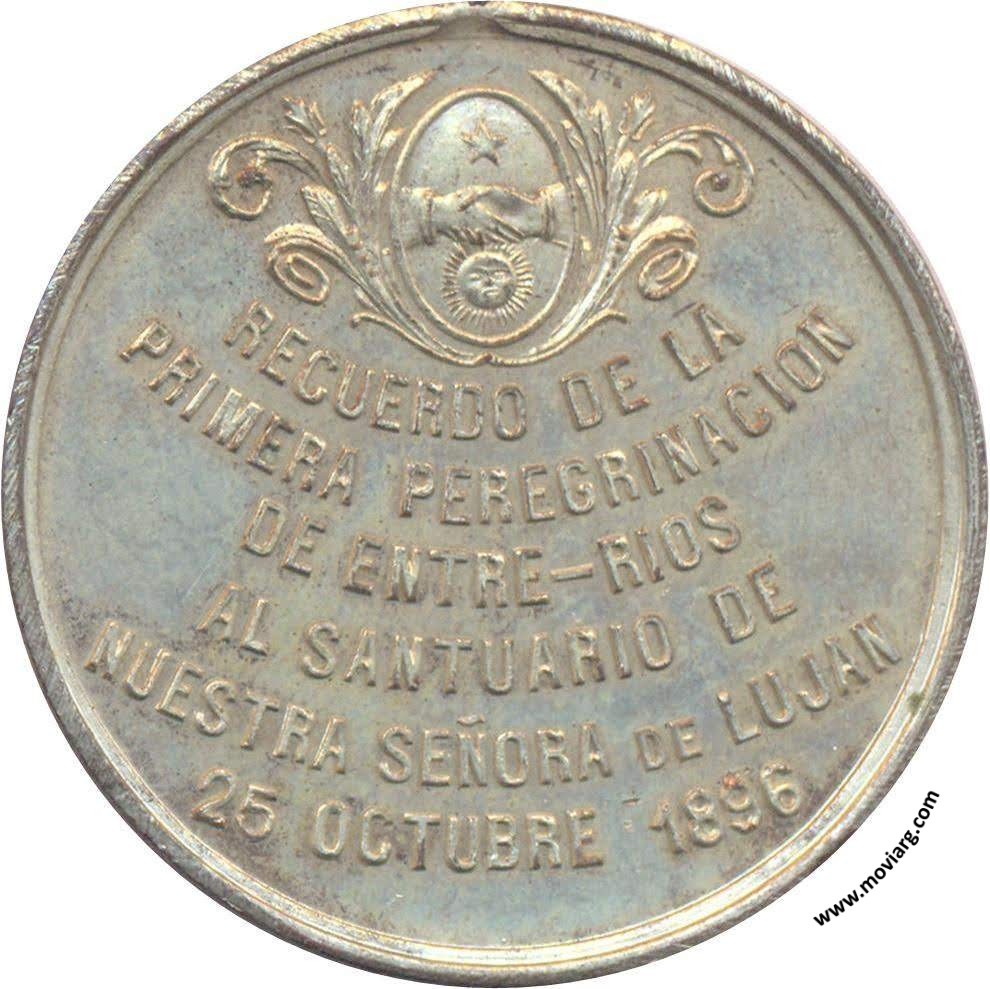 RECUERDO DE LA
PRIMERA PEREGRINACION
DE ENTRE-RIOS
AL SANTUARIO DE
NUESTRA SEÑORA DE LUJAN
25 OCTUBRE 1896
www.moviarg.com